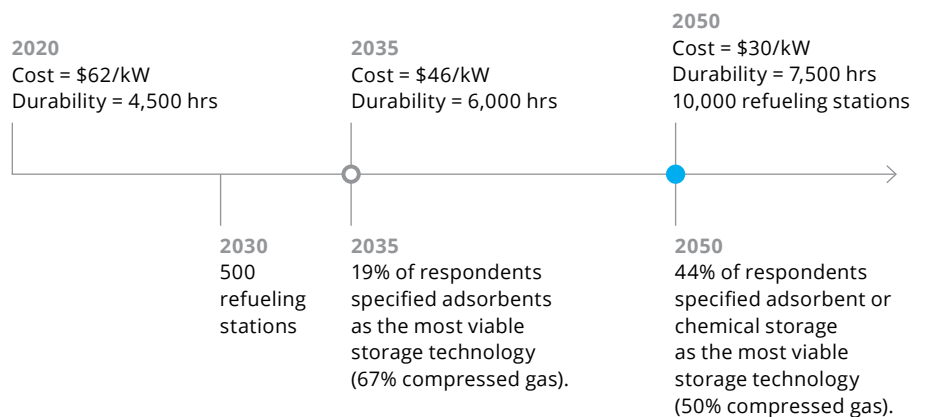 2020
Cost = $62/kW
Durability = 4,500 hrs
2035
Cost = $46/kW
Durability = 6,000 hrs
2050
Cost = $30/kW
Durability = 7,500 hrs
10,000 refueling stations
2030
500
refueling
stations
2035
19% of respondents
specified adsorbents
as the most viable
storage technology
(67% compressed gas).
2050
44% of respondents
specified adsorbent or
chemical storage
as the most viable
storage technology
(50% compressed gas).